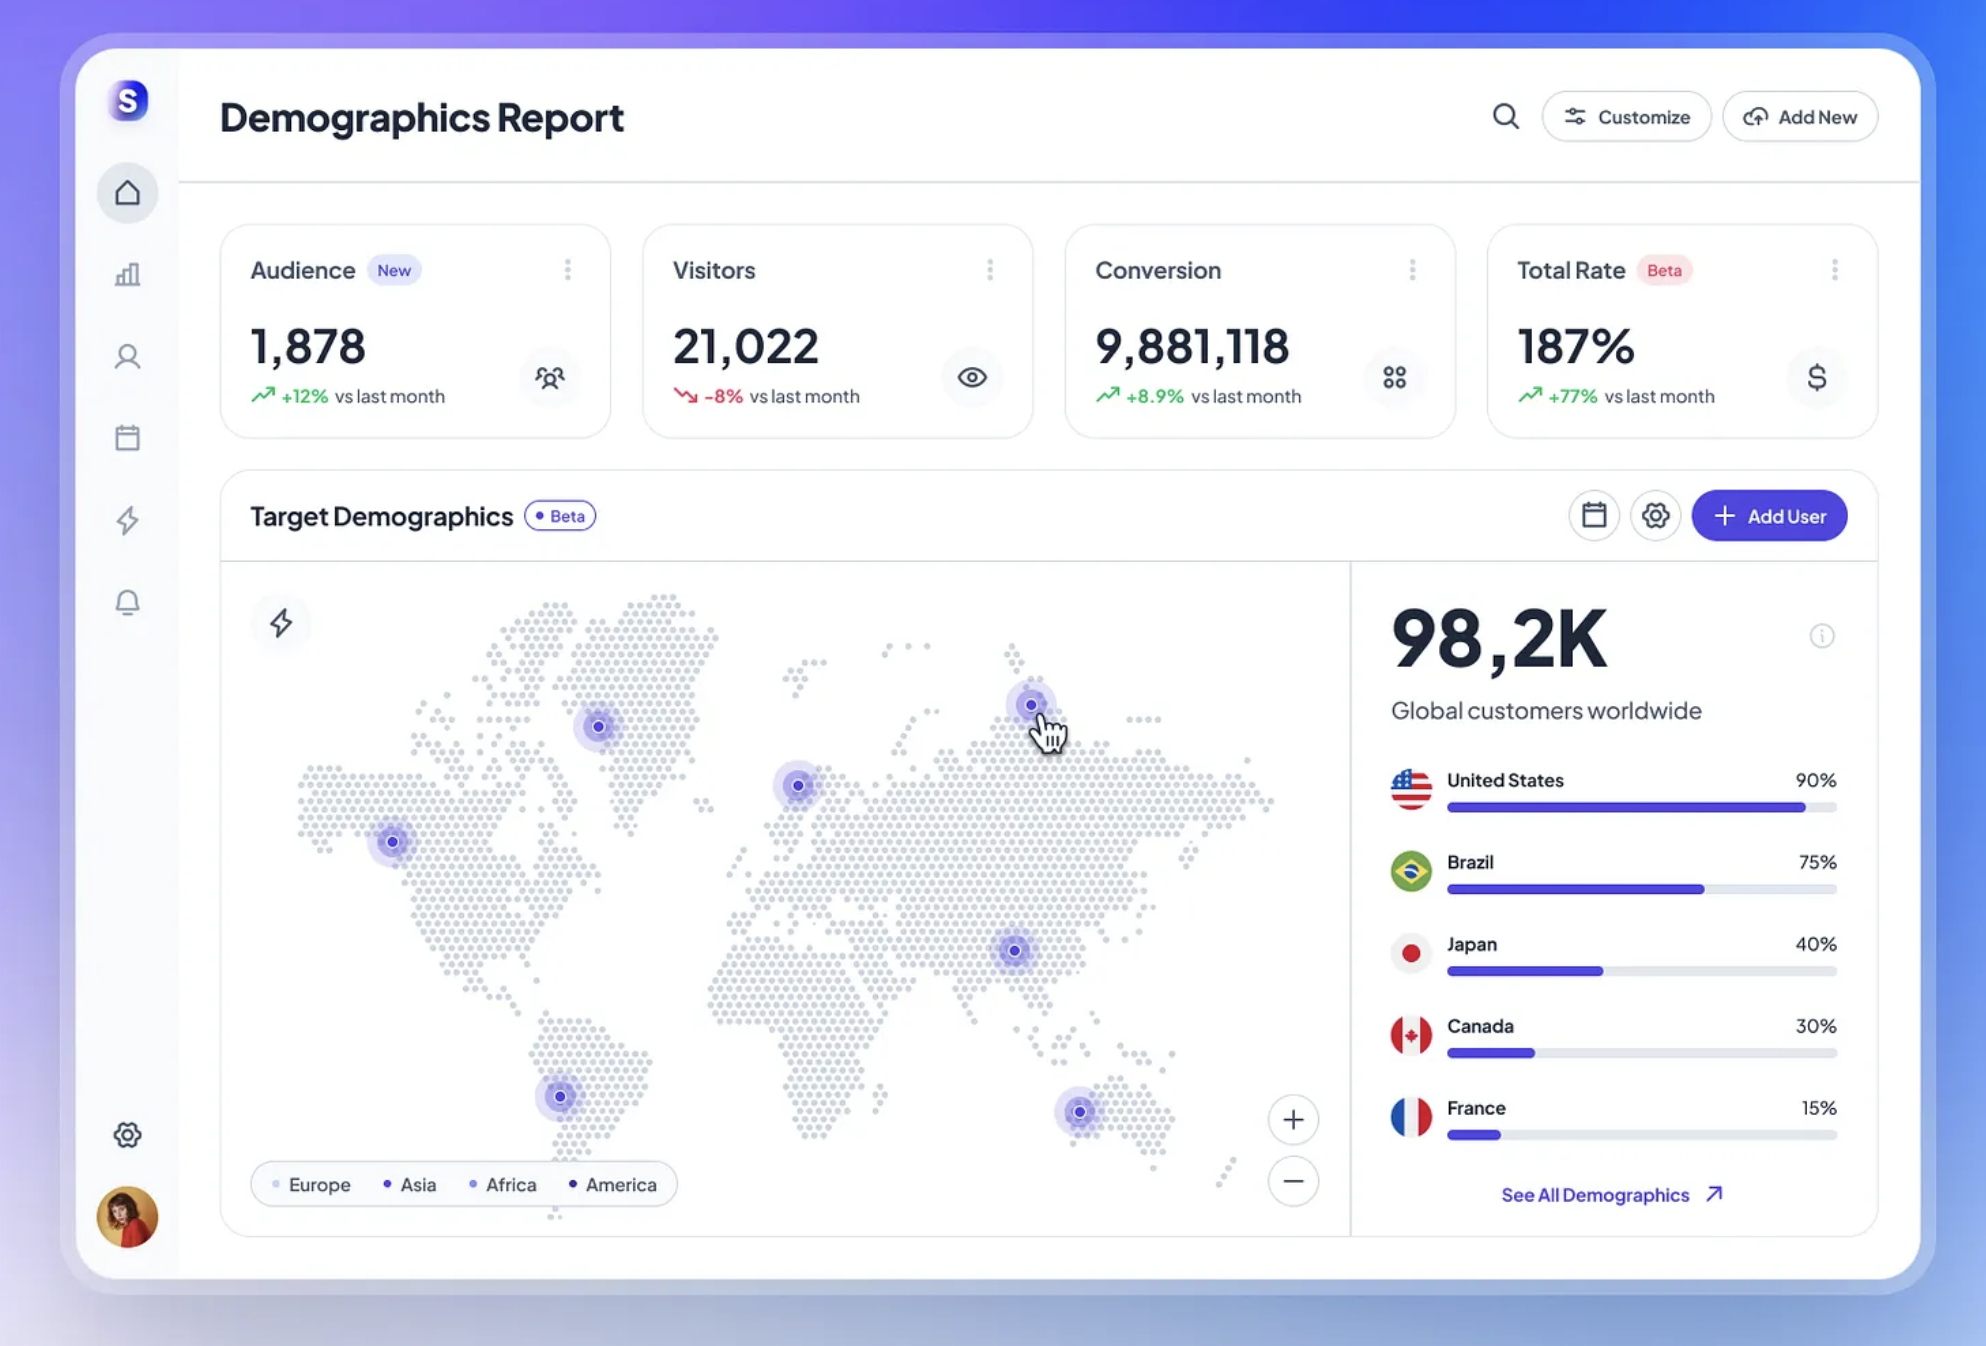 S
Demographics Report
Customize
Add New
Audience New
1,878
+12% vs last month
Visitors
21,022
-8% vs last month
Conversion
9,881,118
+8.9% vs last month
Total Rate Beta
187%
+77% vs last month
$
Target Demographics • Beta
+ Add User
98,2K
Global customers worldwide
United States 90%
Brazil 75%
Japan 40%
Canada 30%
France 15%
See All Demographics
Europe Asia Africa America